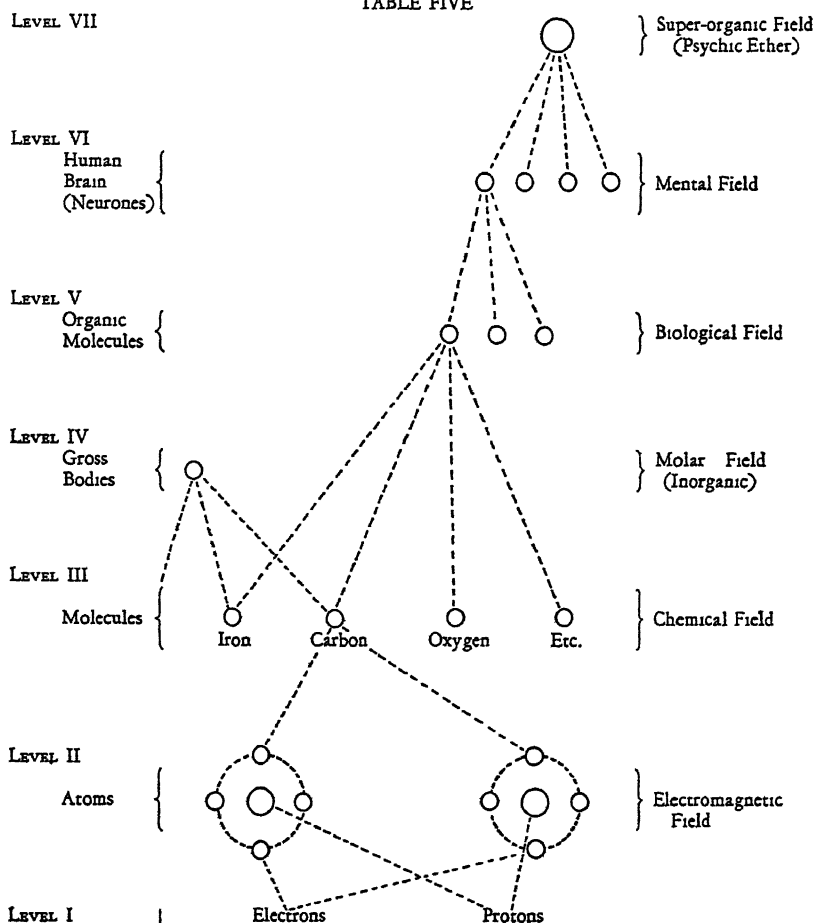 TABLE FIVE
LEVEL VII
Super-organic Field
(Psychic Ether)
LEVEL VI
Human
Brain
(Neurones)
Mental Field
LEVEL V
Organic
Molecules
Biological Field
LEVEL IV
Gross
Bodies
Molar Field
(Inorganic)
LEVEL III
Molecules
Iron
Carbon
Oxygen
Etc.
Chemical Field
LEVEL II
Atoms
Electromagnetic
Field
LEVEL I
Electrons
Protons